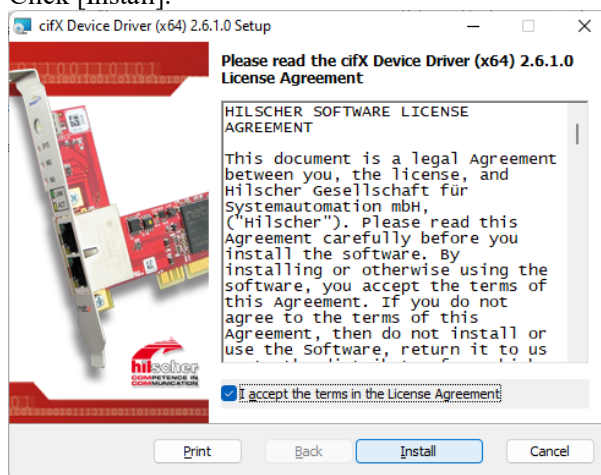 Click [Install].
cifX Device Driver (x64) 2.6.1.0 Setup
Please read the cifX Device Driver (x64) 2.6.1.0
License Agreement
HILSCHER SOFTWARE LICENSE
AGREEMENT
This document is a legal Agreement
between you, the license, and
Hilscher Gesellschaft für
Systemautomation mbH,
("Hilscher"). Please read this
Agreement carefully before you
install the software. By
installing or otherwise using the
software, you accept the terms of
this Agreement. If you do not
agree to the terms of this
Agreement, then do not install or
use the Software, return it to us
I accept the terms in the License Agreement
hilscher
COMPETENCE IN
COMMUNICATION
Print
Back
Install
Cancel